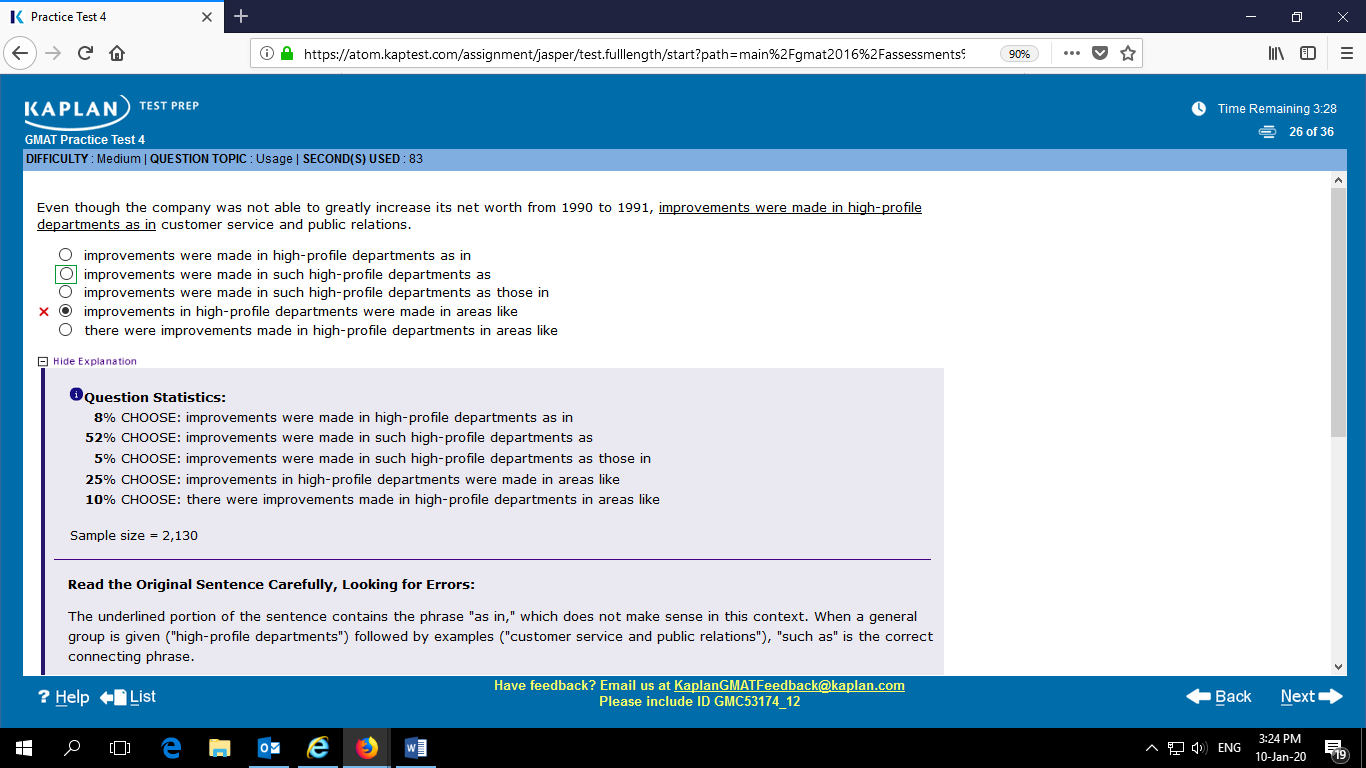 Practice Test 4
https://atom.kaptest.com/assignment/jasper/test.fulllength/start?path=main%2Fgmat2016%2Fassessments%
90%
KAPLAN TEST PREP
GMAT Practice Test 4
Time Remaining 3:28
26 of 36
DIFFICULTY : Medium | QUESTION TOPIC : Usage | SECOND(S) USED : 83
Even though the company was not able to greatly increase its net worth from 1990 to 1991, improvements were made in high-profile
departments as in customer service and public relations.
improvements were made in high-profile departments as in
improvements were made in such high-profile departments as
improvements were made in such high-profile departments as those in
improvements in high-profile departments were made in areas like
there were improvements made in high-profile departments in areas like
Hide Explanation
Question Statistics:
8% CHOOSE: improvements were made in high-profile departments as in
52% CHOOSE: improvements were made in such high-profile departments as
5% CHOOSE: improvements were made in such high-profile departments as those in
25% CHOOSE: improvements in high-profile departments were made in areas like
10% CHOOSE: there were improvements made in high-profile departments in areas like
Sample size = 2,130
Read the Original Sentence Carefully, Looking for Errors:
The underlined portion of the sentence contains the phrase "as in," which does not make sense in this context. When a general
group is given ("high-profile departments") followed by examples ("customer service and public relations"), "such as" is the correct
connecting phrase.
? Help List
Have feedback? Email us at KaplanGMATFeedback@kaplan.com
Please include ID GMC53174_12
Back Next
ENG
3:24 PM
10-Jan-20
19